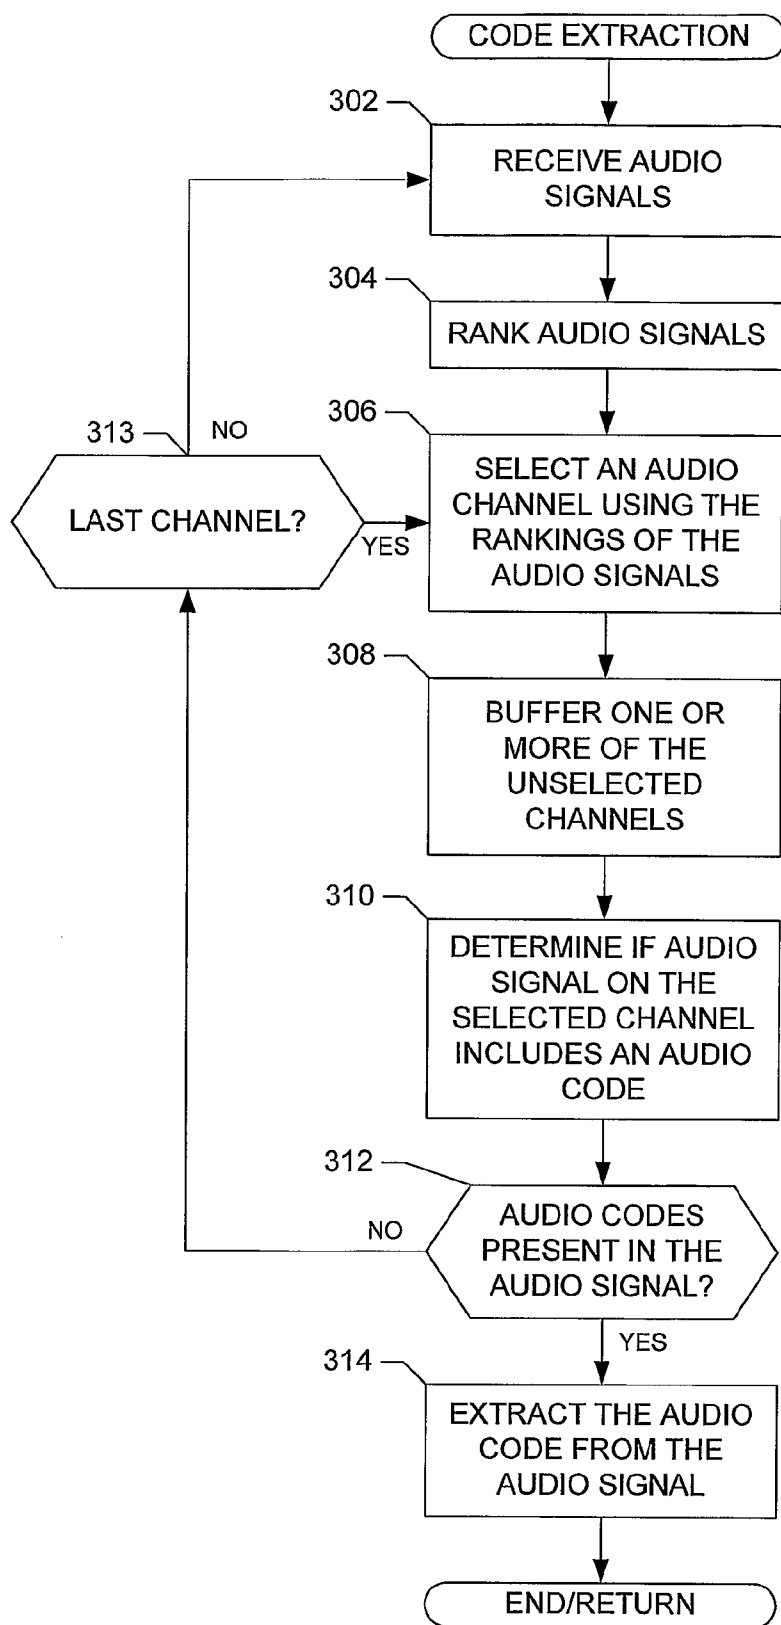 CODE EXTRACTION
302
RECEIVE AUDIO
SIGNALS
304
RANK AUDIO SIGNALS
306
SELECT AN AUDIO
CHANNEL USING THE
RANKINGS OF THE
AUDIO SIGNALS
313
NO
LAST CHANNEL?
YES
308
BUFFER ONE OR
MORE OF THE
UNSELECTED
CHANNELS
310
DETERMINE IF AUDIO
SIGNAL ON THE
SELECTED CHANNEL
INCLUDES AN AUDIO
CODE
312
NO
AUDIO CODES
PRESENT IN THE
AUDIO SIGNAL?
YES
314
EXTRACT THE AUDIO
CODE FROM THE
AUDIO SIGNAL
END/RETURN